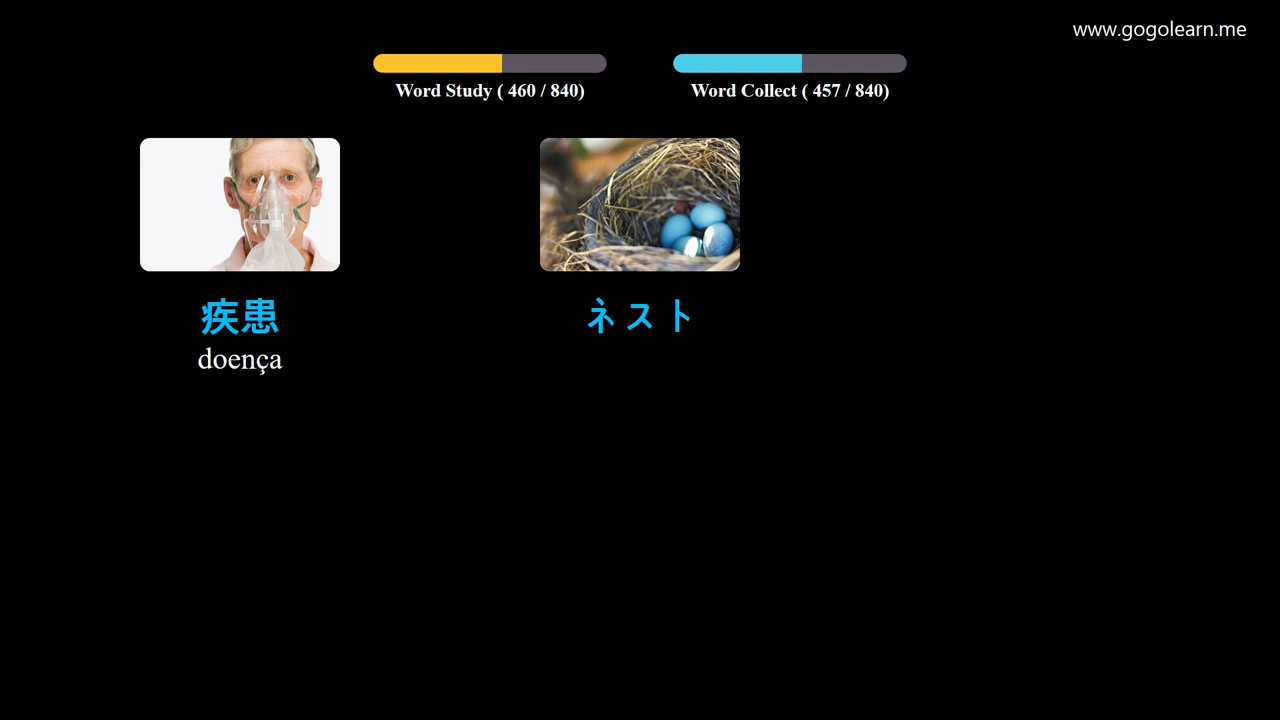 www.gogolearn.me
Word Study ( 460 / 840)
Word Collect ( 457 / 840)
疾患
doença
ネスト